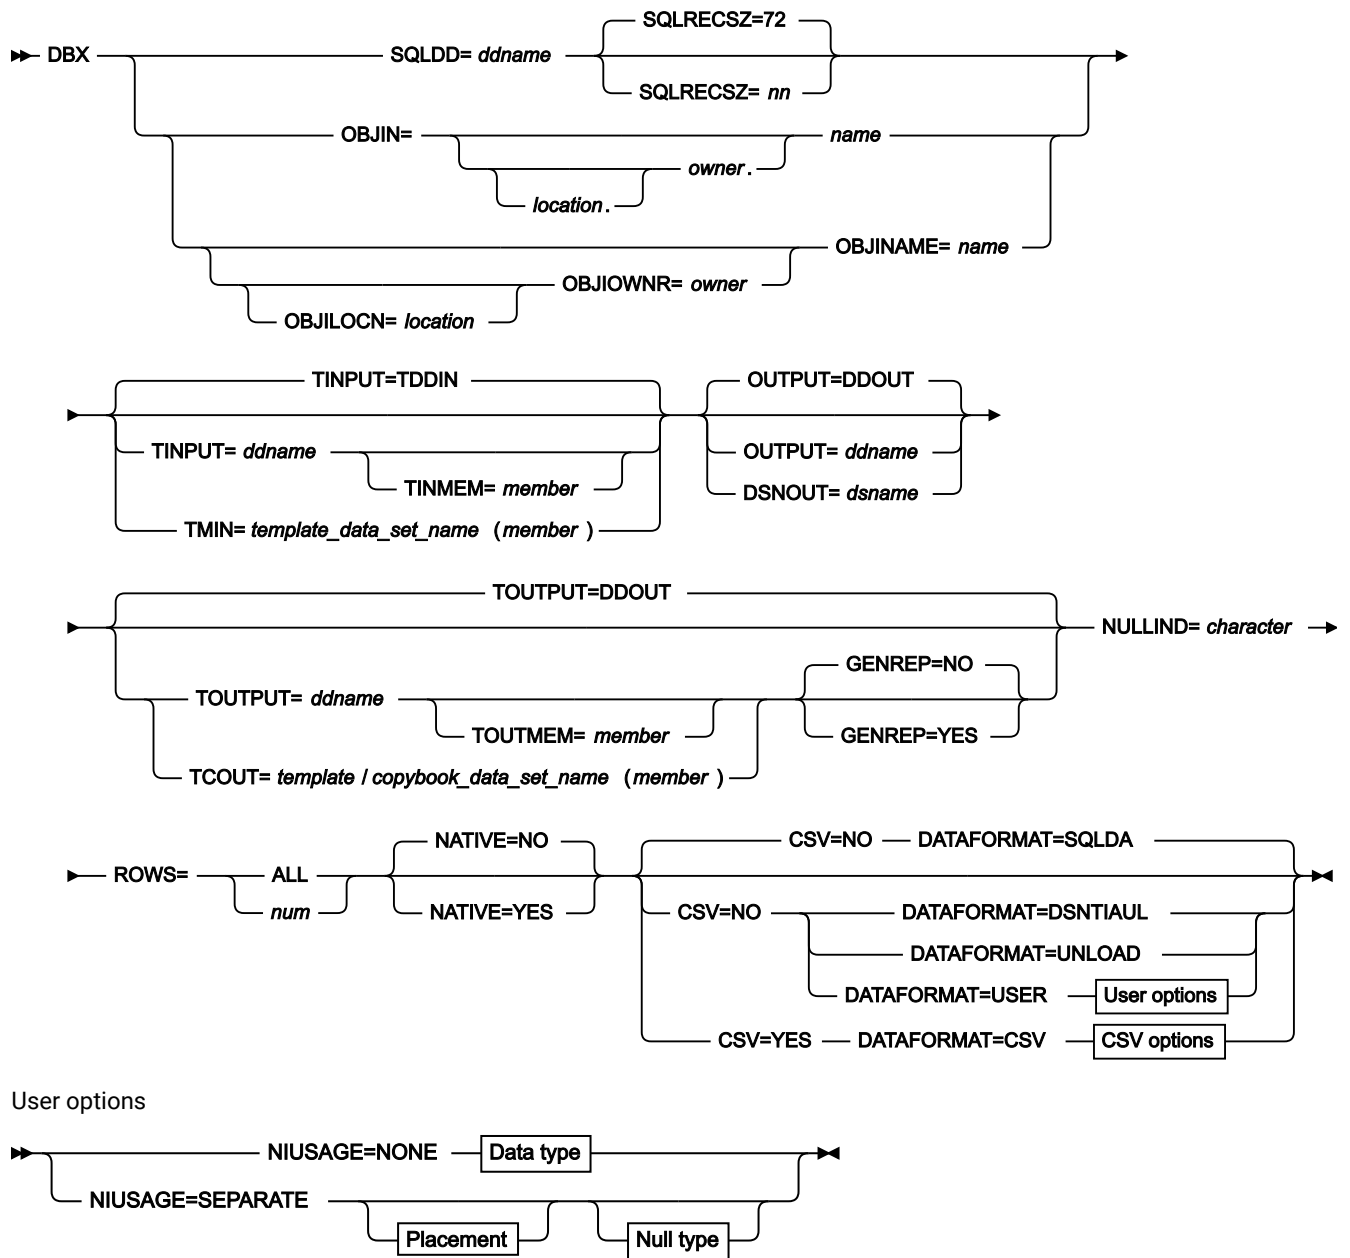 SQLRECSZ=72
DBX SQLDD= ddname
SQLRECSZ= nn
OBJIN= name
owner .
location .
OBJINAME= name
OBJIOWNR= owner
OBJILOCN= location
TINPUT=TDDIN OUTPUT=DDOUT
TINPUT= ddname OUTPUT= ddname
TINMEM= member DSNOUT= dsname
TMIN= template_data_set_name ( member )
TOUTPUT=DDOUT
NULLIND= character
GENREP=NO
TOUTPUT= ddname
TOUTMEM= member GENREP=YES
TCOUT= template / copybook_data_set_name ( member )
NATIVE=NO CSV=NO DATAFORMAT=SQLDA
ROWS= ALL
num NATIVE=YES CSV=NO DATAFORMAT=DSNTIAUL
DATAFORMAT=UNLOAD
DATAFORMAT=USER User options
CSV=YES DATAFORMAT=CSV CSV options
User options
NIUSAGE=NONE Data type
NIUSAGE=SEPARATE
Placement Null type